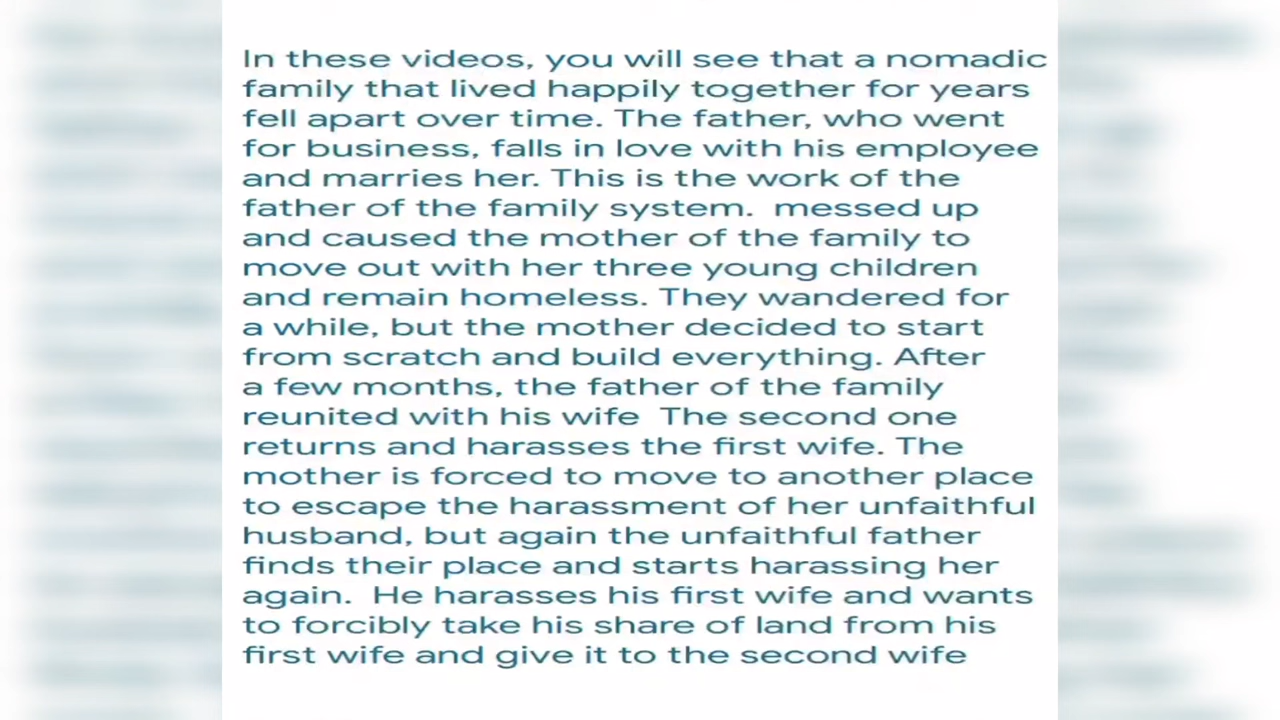 In these videos, you will see that a nomadic
family that lived happily together for years
fell apart over time. The father, who went
for business, falls in love with his employee
and marries her. This is the work of the
father of the family system.  messed up
and caused the mother of the family to
move out with her three young children
and remain homeless. They wandered for
a while, but the mother decided to start
from scratch and build everything. After
a few months, the father of the family
reunited with his wife  The second one
returns and harasses the first wife. The
mother is forced to move to another place
to escape the harassment of her unfaithful
husband, but again the unfaithful father
finds their place and starts harassing her
again.  He harasses his first wife and wants
to forcibly take his share of land from his
first wife and give it to the second wife